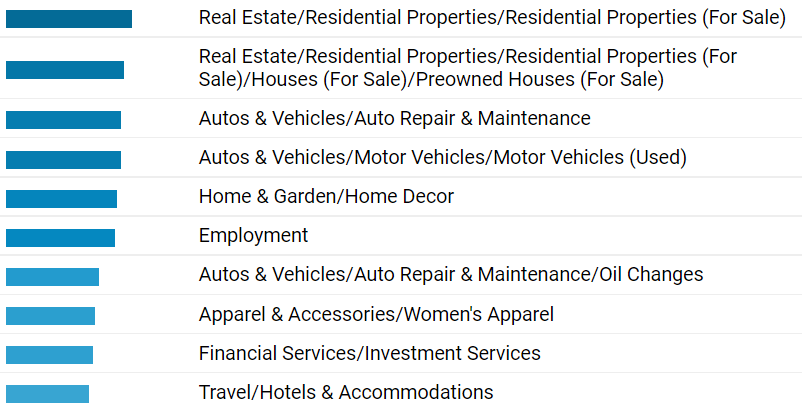 Real Estate/Residential Properties/Residential Properties (For Sale)
Real Estate/Residential Properties/Residential Properties (For
Sale)/Houses (For Sale)/Preowned Houses (For Sale)
Autos & Vehicles/Auto Repair & Maintenance
Autos & Vehicles/Motor Vehicles/Motor Vehicles (Used)
Home & Garden/Home Decor
Employment
Autos & Vehicles/Auto Repair & Maintenance/Oil Changes
Apparel & Accessories/Women's Apparel
Financial Services/Investment Services
Travel/Hotels & Accommodations